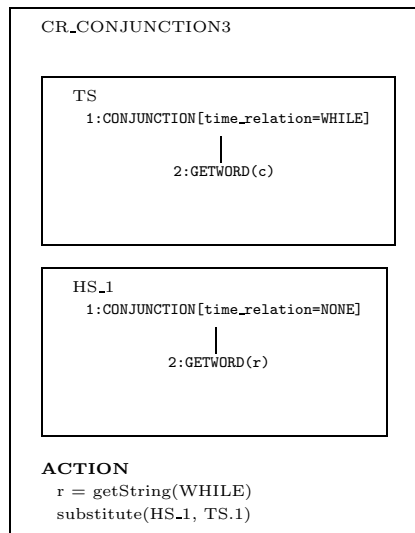 CR_CONJUNCTION3
TS
1:CONJUNCTION[time_relation=WHILE]
2:GETWORD(c)
HS_1
1:CONJUNCTION[time_relation=NONE]
2:GETWORD(r)
ACTION
r = getString(WHILE)
substitute(HS_1, TS.1)